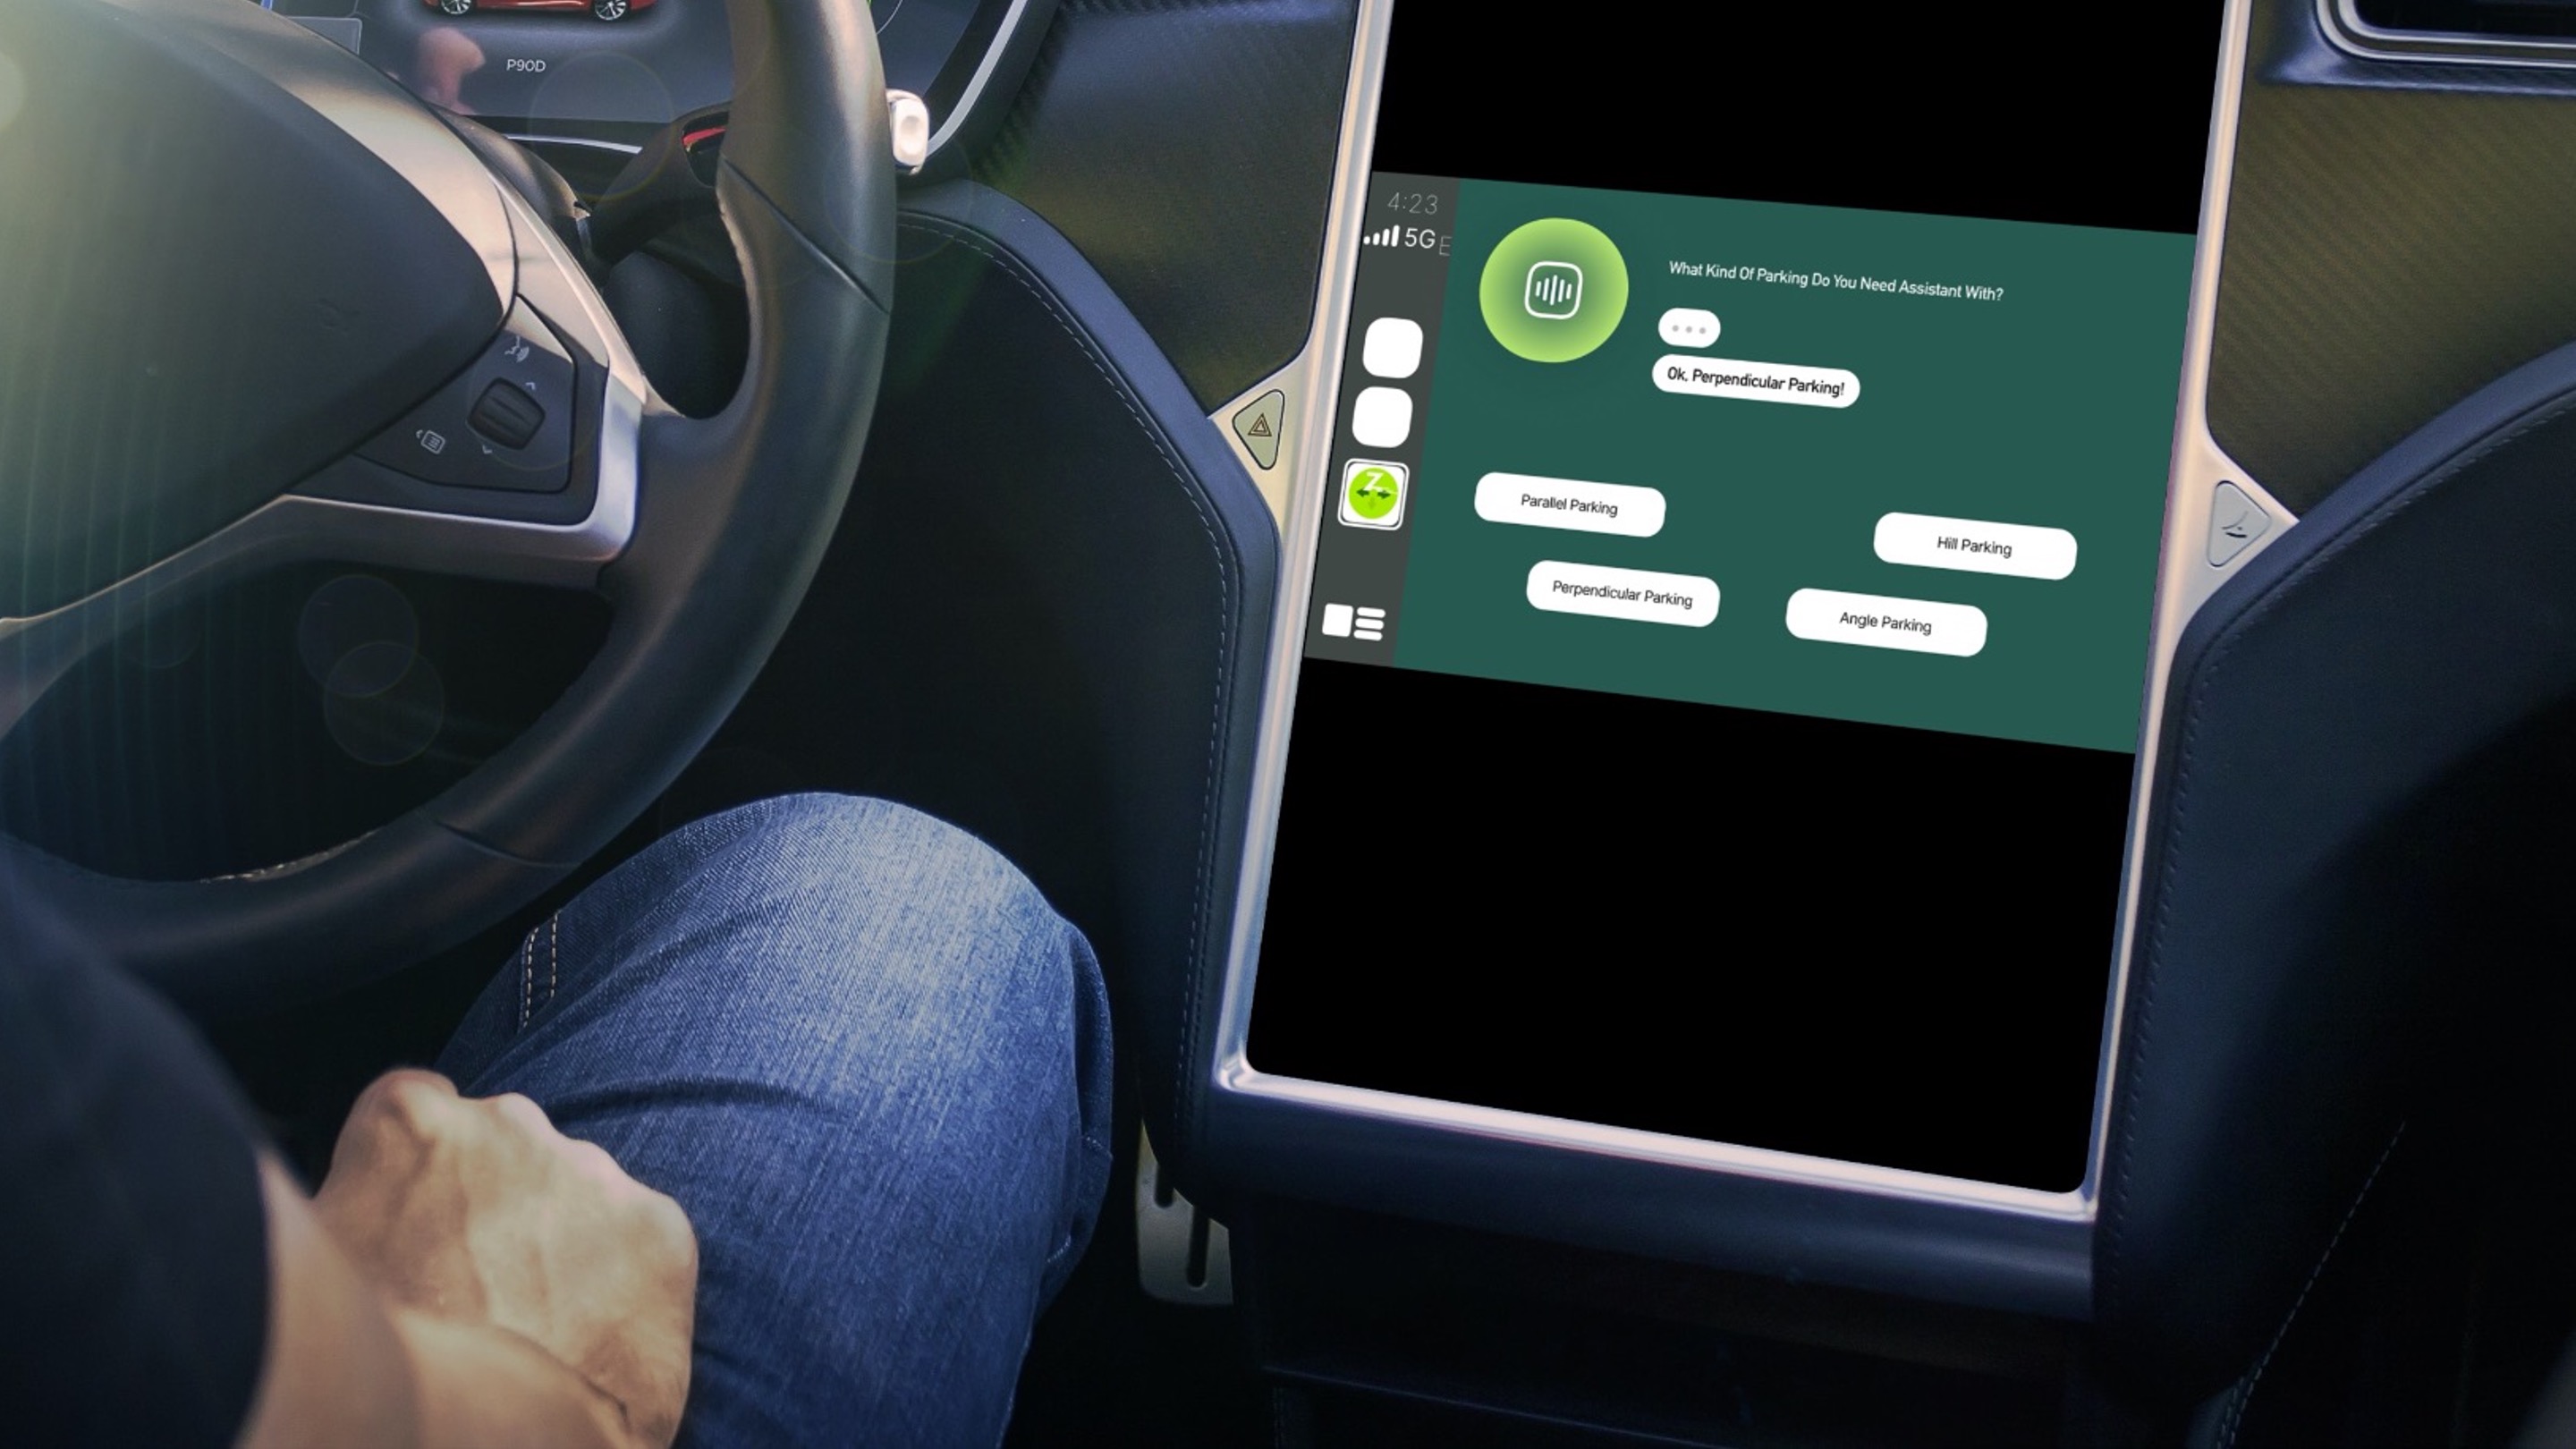 P90D
4:23
5G E
What Kind Of Parking Do You Need Assistant With?
Ok, Perpendicular Parking!
Parallel Parking
Hill Parking
Perpendicular Parking
Angle Parking
Z